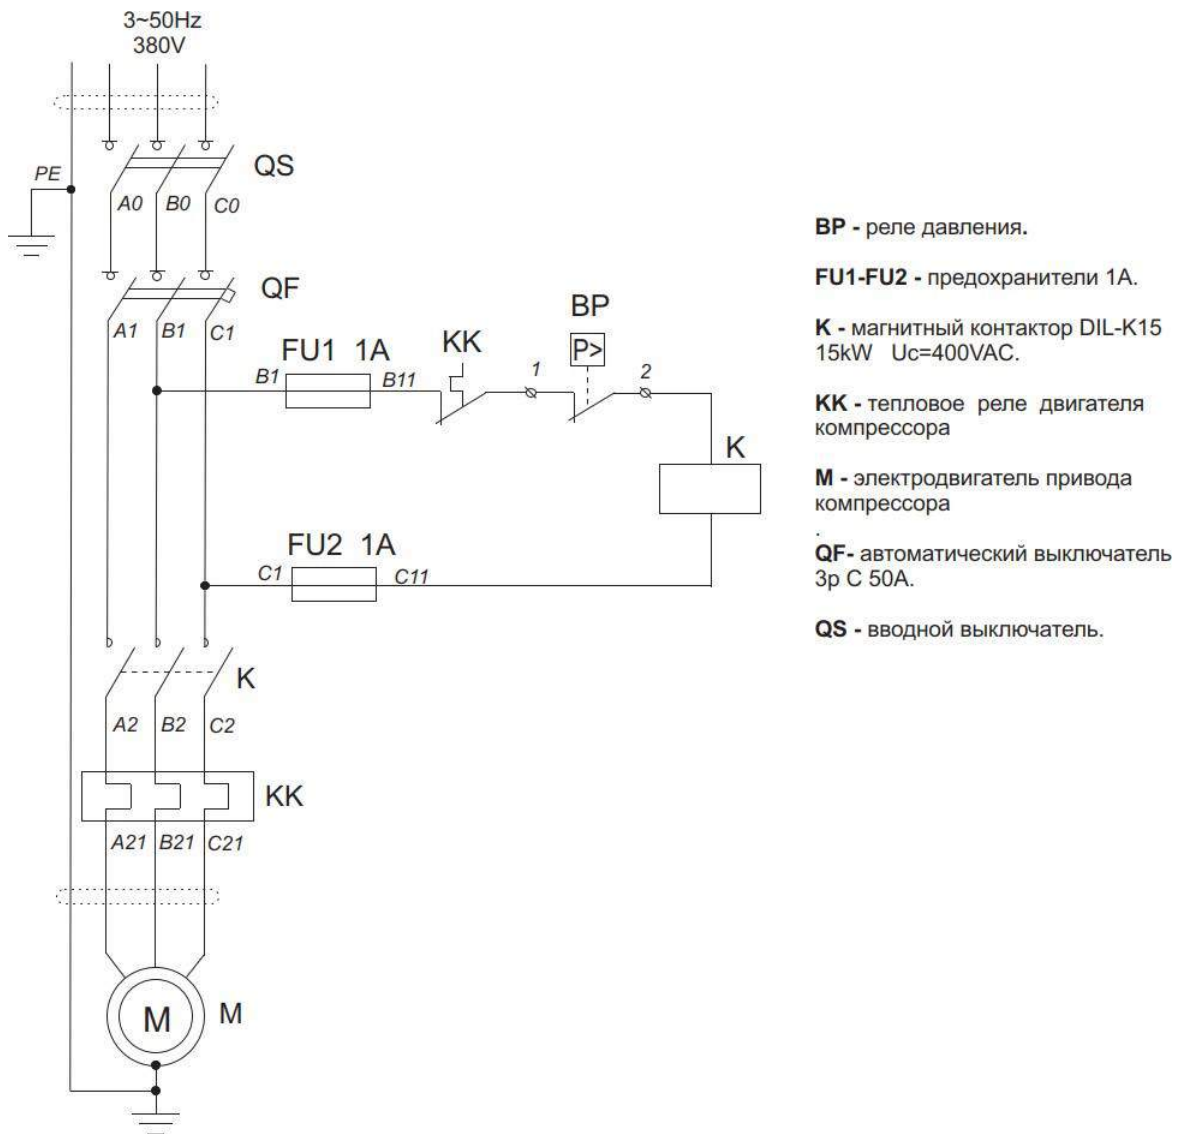 3~50Hz
380V
PE
QS
A0 B0 C0
QF
A1 B1 C1
BP
P>
FU1 1A
KK
B1 B11
1
2
K
FU2 1A
C1 C11
K
A2 B2 C2
KK
A21 B21 C21
M
M
BP - реле давления.
FU1-FU2 - предохранители 1А.
K - магнитный контактор DIL-K15
15kW Uc=400VAC.
KK - тепловое реле двигателя
компрессора
M - электродвигатель привода
компрессора
.
QF- автоматический выключатель
3р С 50А.
QS - вводной выключатель.